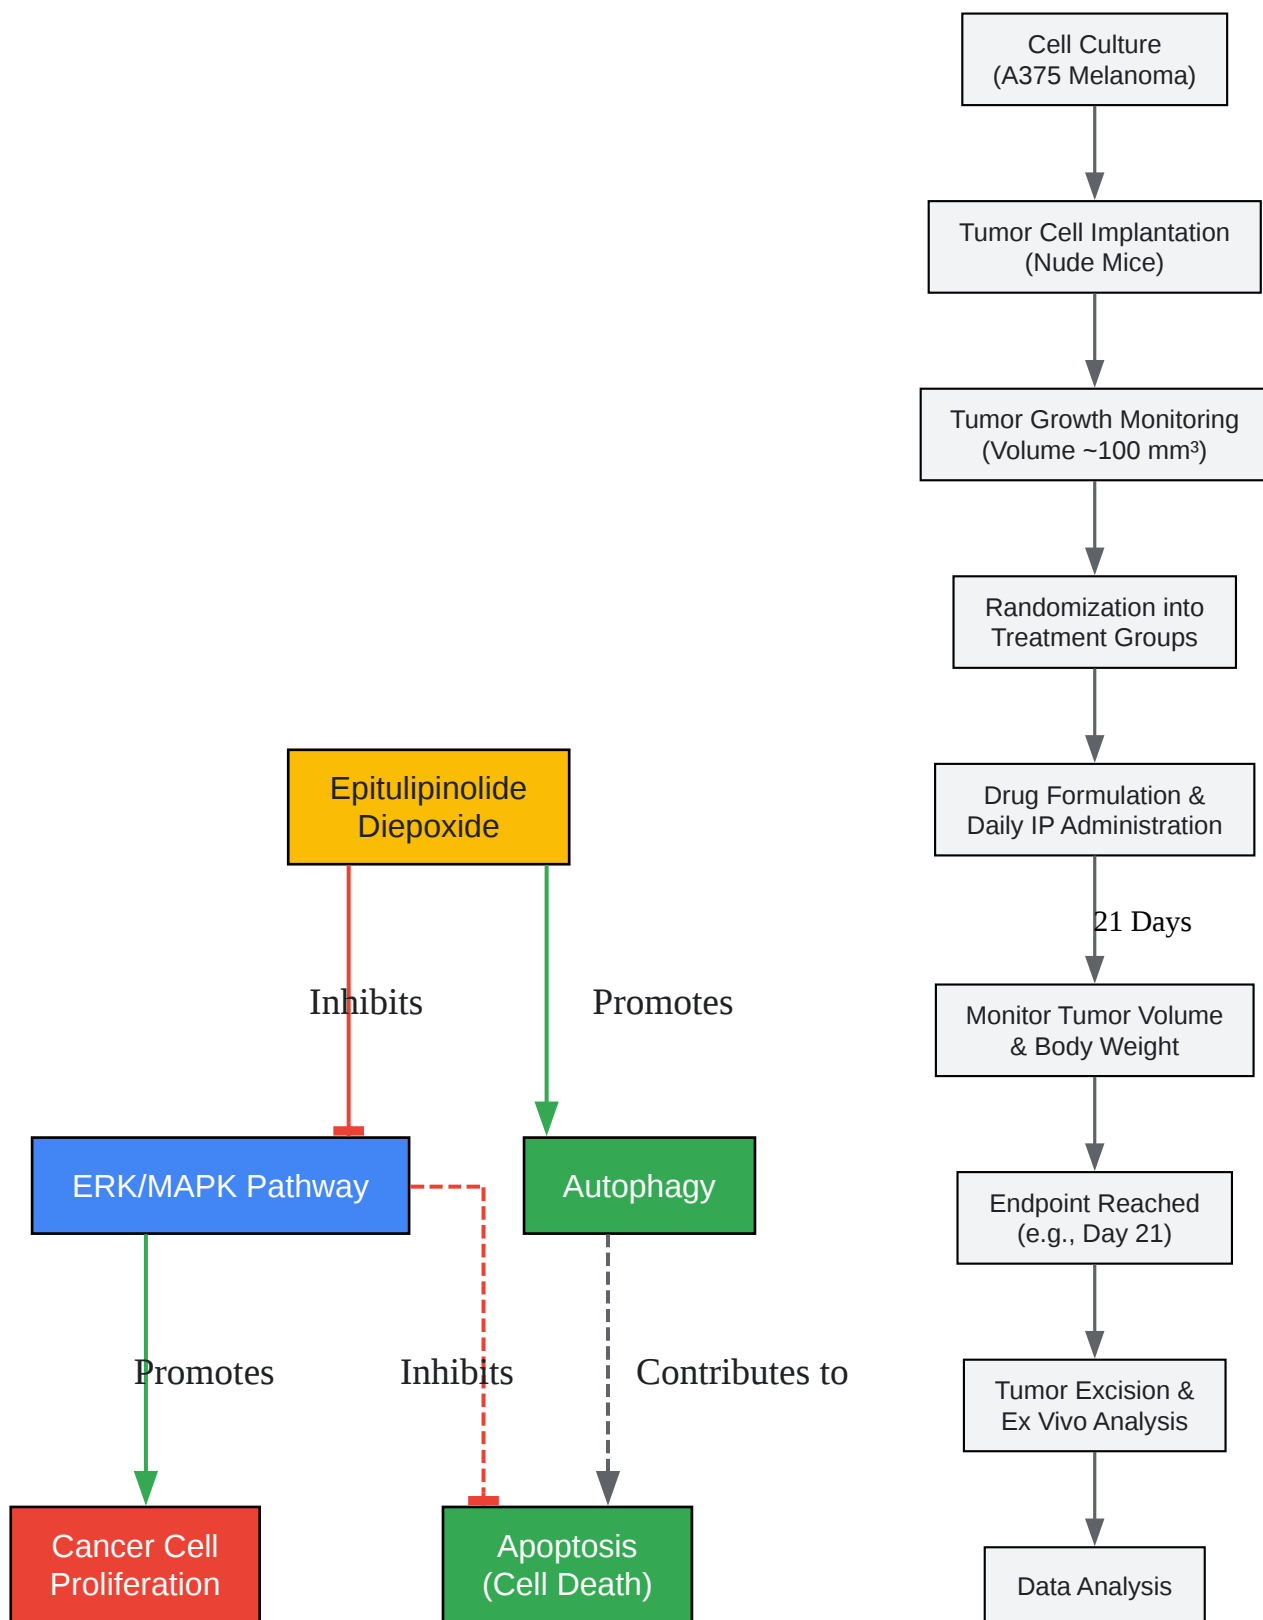 Epitulipinolide
Diepoxide
Inhibits
Promotes
ERK/MAPK Pathway
Autophagy
Promotes
Inhibits
Contributes to
Cancer Cell
Proliferation
Apoptosis
(Cell Death)
Cell Culture
(A375 Melanoma)
Tumor Cell Implantation
(Nude Mice)
Tumor Growth Monitoring
(Volume ~100 mm³)
Randomization into
Treatment Groups
Drug Formulation &
Daily IP Administration
21 Days
Monitor Tumor Volume
& Body Weight
Endpoint Reached
(e.g., Day 21)
Tumor Excision &
Ex Vivo Analysis
Data Analysis